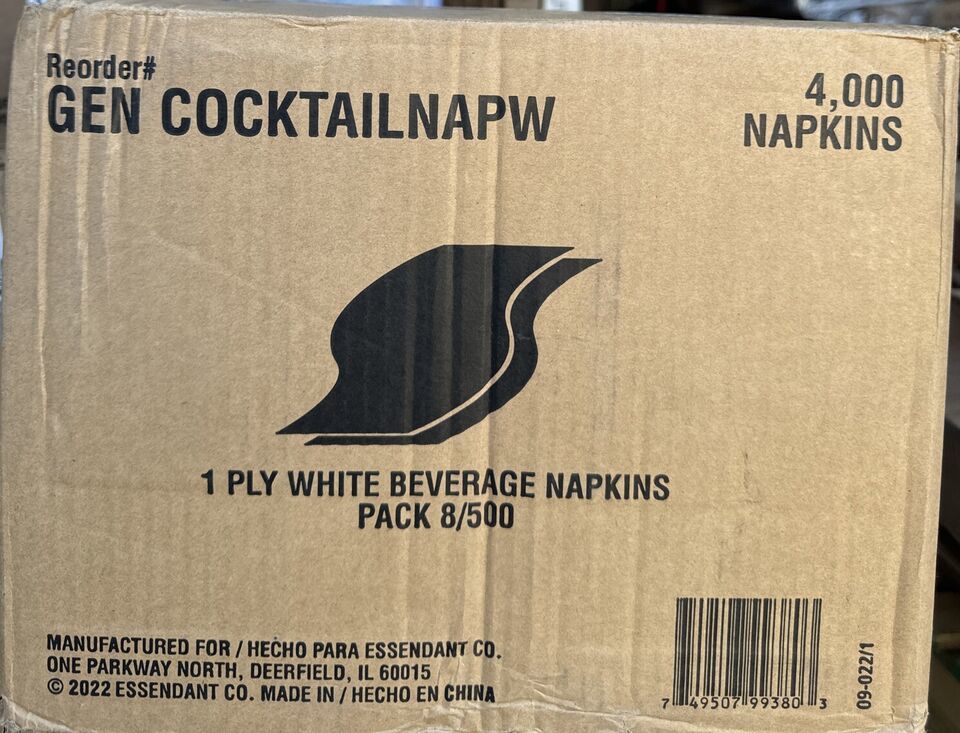 Reorder#
GEN COCKTAILNAPW
4,000
NAPKINS
1 PLY WHITE BEVERAGE NAPKINS
PACK 8/500
MANUFACTURED FOR / HECHO PARA ESSENDANT CO.
ONE PARKWAY NORTH, DEERFIELD, IL 60015
© 2022 ESSENDANT CO. MADE IN / HECHO EN CHINA
7 49507 99380 3
09-022/1